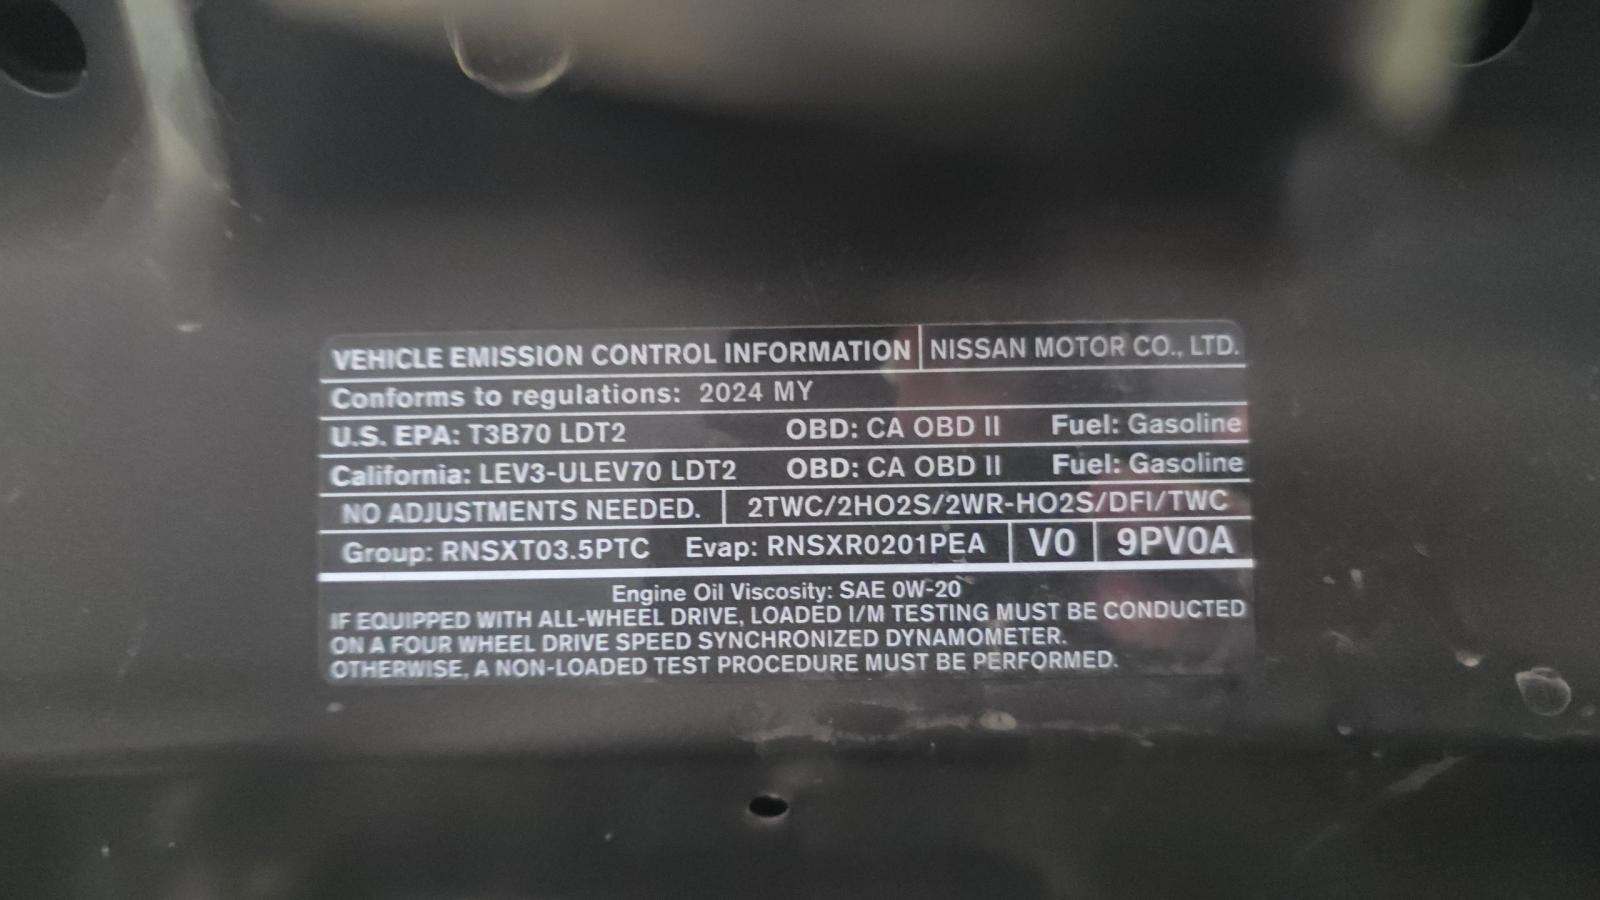 VEHICLE EMISSION CONTROL INFORMATION NISSAN MOTOR CO., LTD.
Conforms to regulations: 2024 MY
U.S. EPA: T3B70 LDT2 OBD: CA OBD II Fuel: Gasoline
California: LEV3-ULEV70 LDT2 OBD: CA OBD II Fuel: Gasoline
NO ADJUSTMENTS NEEDED. 2TWC/2HO2S/2WR-HO2S/DFI/TWC
Group: RNSXT03.5PTC Evap: RNSXR0201PEA V0 9PV0A
Engine Oil Viscosity: SAE 0W-20
IF EQUIPPED WITH ALL-WHEEL DRIVE, LOADED I/M TESTING MUST BE CONDUCTED
ON A FOUR WHEEL DRIVE SPEED SYNCHRONIZED DYNAMOMETER.
OTHERWISE, A NON-LOADED TEST PROCEDURE MUST BE PERFORMED.